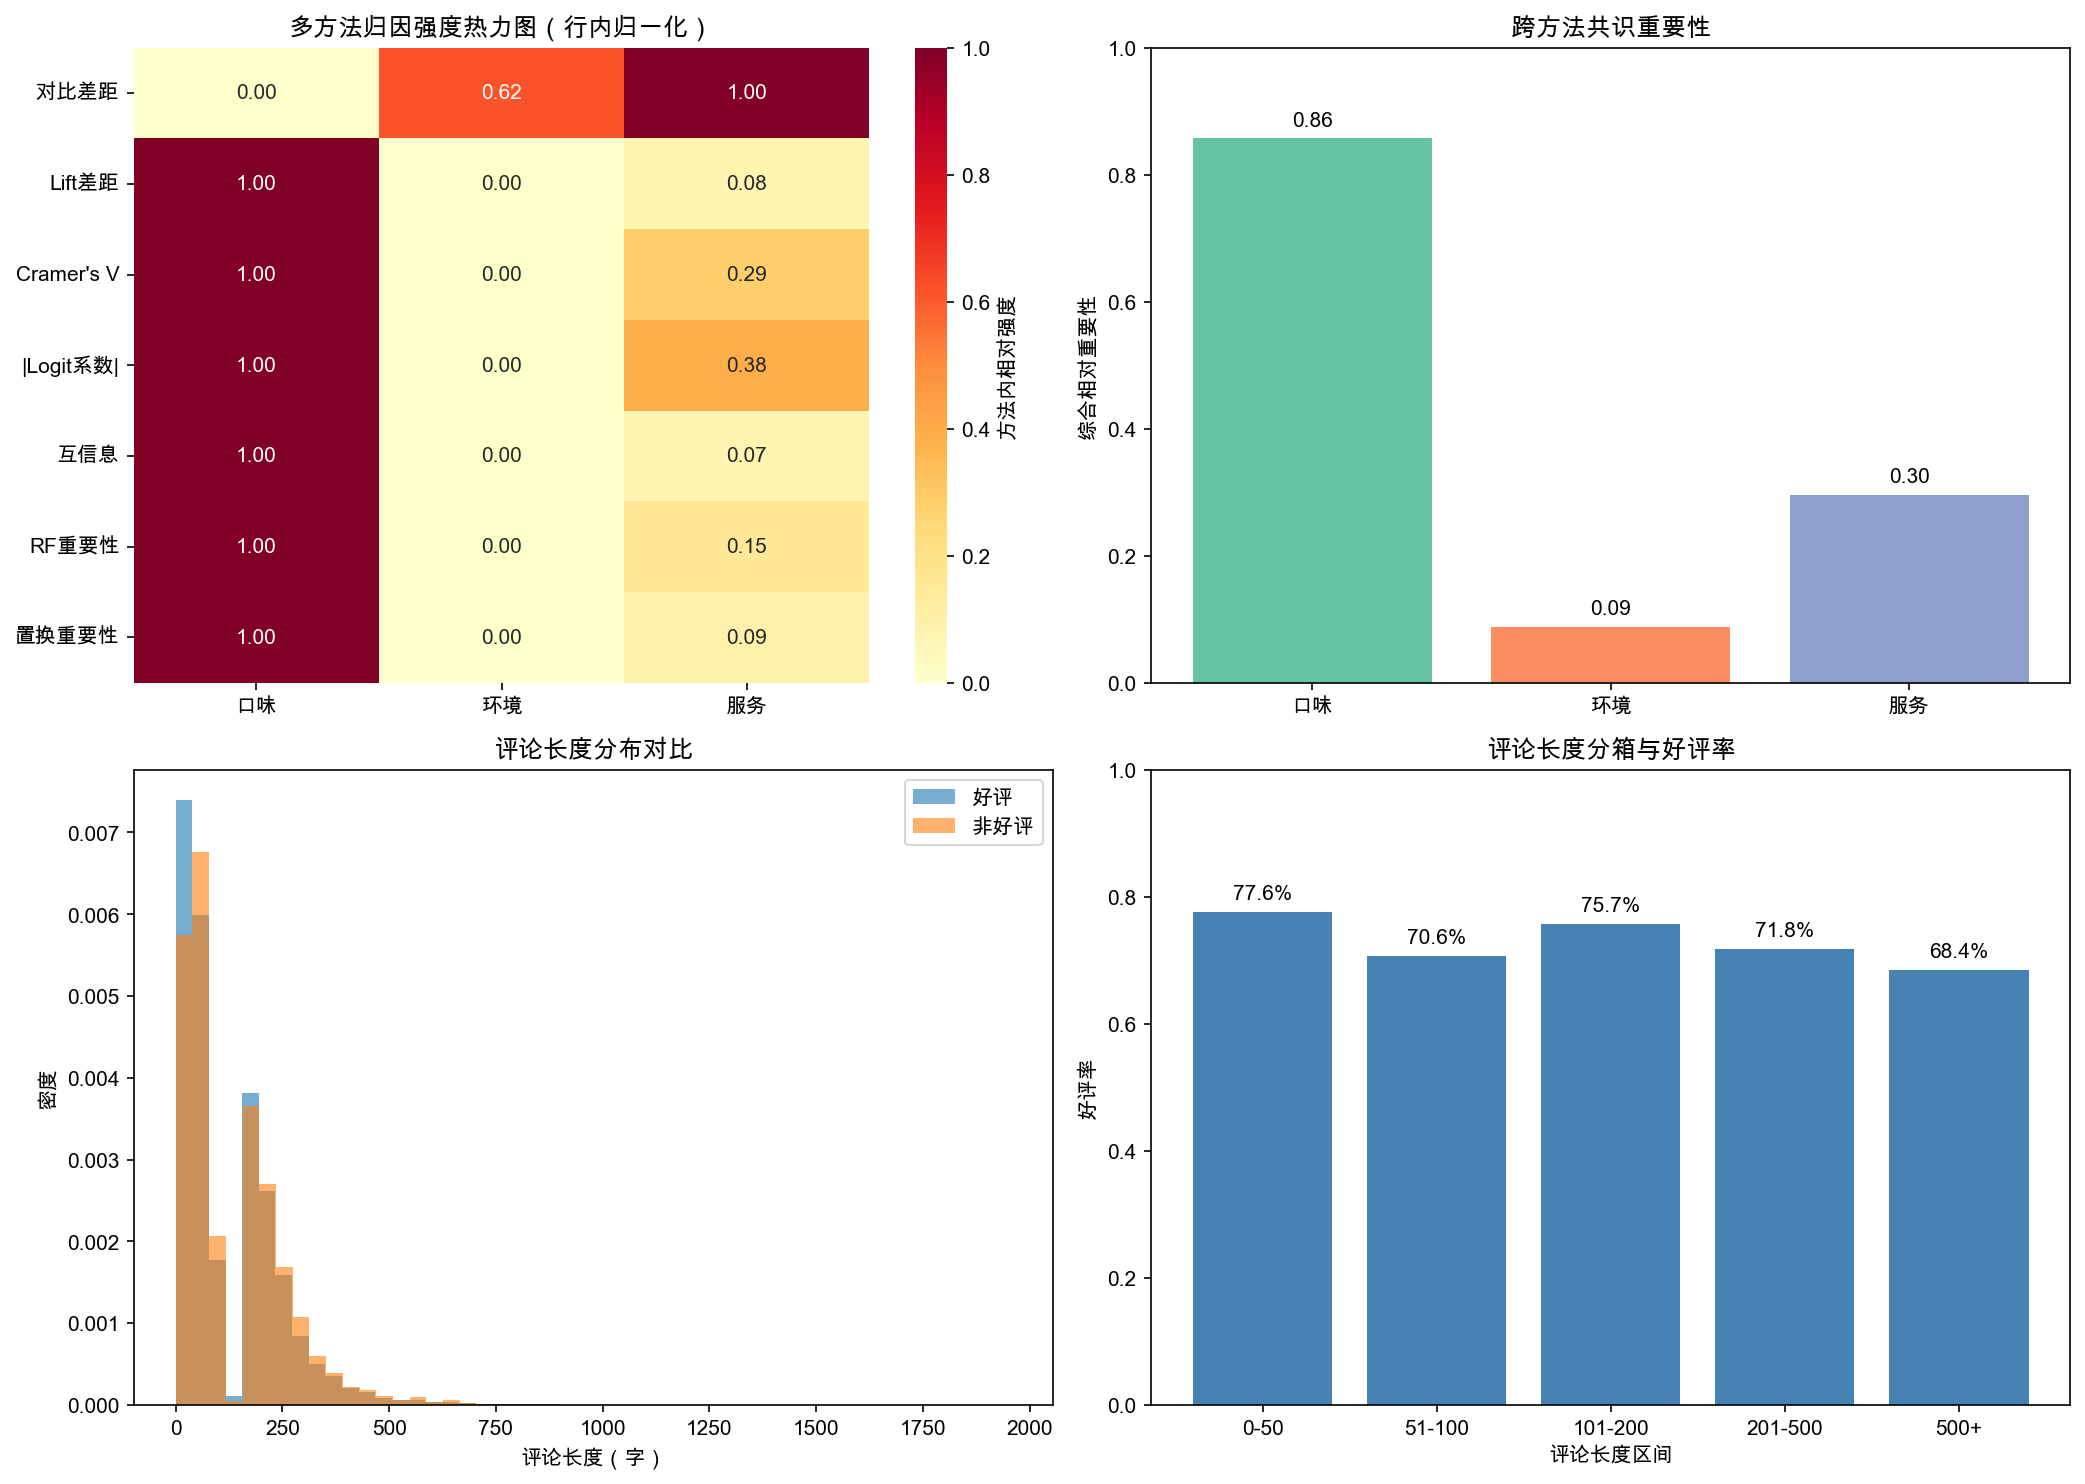 多方法归因强度热力图（行内归一化）
对比差距
Lift差距
Cramer's V
|Logit系数|
互信息
RF重要性
置换重要性
0.00 0.62 1.00
1.00 0.00 0.08
1.00 0.00 0.29
1.00 0.00 0.38
1.00 0.00 0.07
1.00 0.00 0.15
1.00 0.00 0.09
口味 环境 服务
1.0
0.8
0.6
0.4
0.2
0.0
方法内相对强度
跨方法共识重要性
综合相对重要性
1.0
0.8
0.6
0.4
0.2
0.0
0.86
0.09
0.30
口味 环境 服务
评论长度分布对比
好评
非好评
密度
0.007
0.006
0.005
0.004
0.003
0.002
0.001
0.000
0 250 500 750 1000 1250 1500 1750 2000
评论长度（字）
评论长度分箱与好评率
好评率
1.0
0.8
0.6
0.4
0.2
0.0
77.6%
70.6%
75.7%
71.8%
68.4%
0-50 51-100 101-200 201-500 500+
评论长度区间